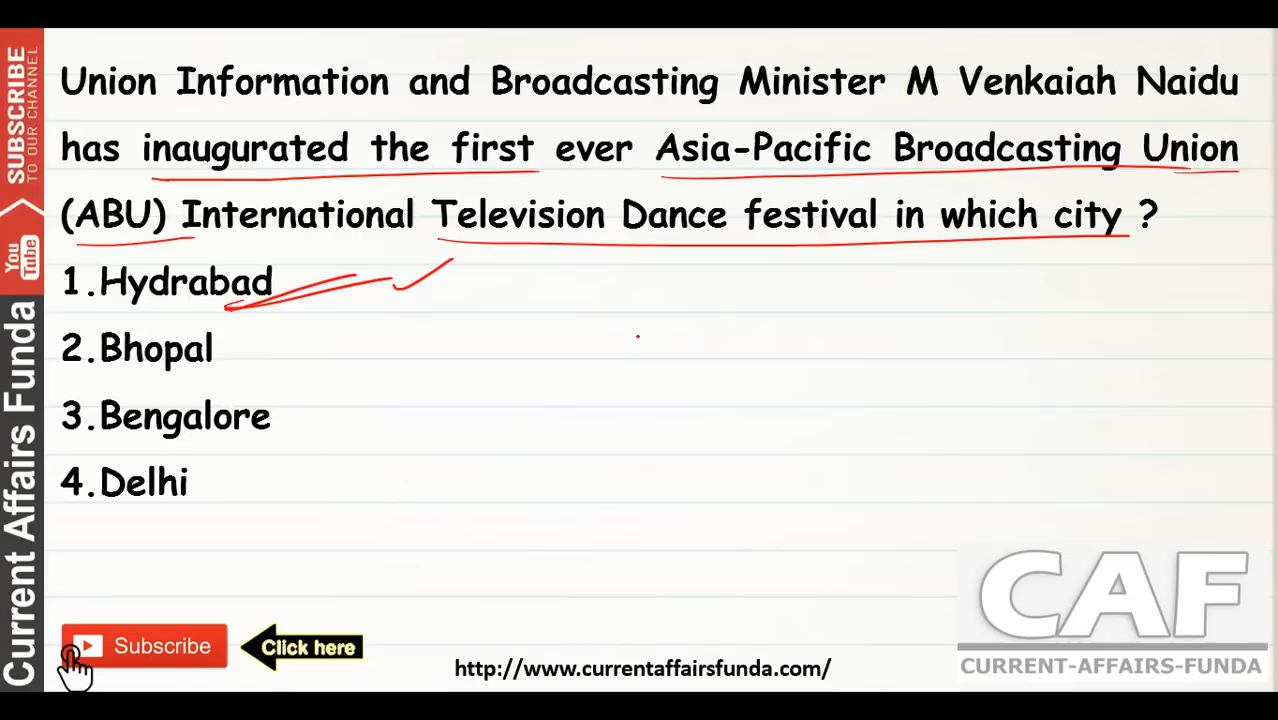 Union Information and Broadcasting Minister M Venkaiah Naidu
has inaugurated the first ever Asia-Pacific Broadcasting Union
(ABU) International Television Dance festival in which city ?
1.Hydrabad
2.Bhopal
3.Bengalore
4.Delhi
SUBSCRIBE
TO OUR CHANNEL
You
Tube
Current Affairs Funda
Subscribe
Click here
http://www.currentaffairsfunda.com/
CAF
CURRENT-AFFAIRS-FUNDA